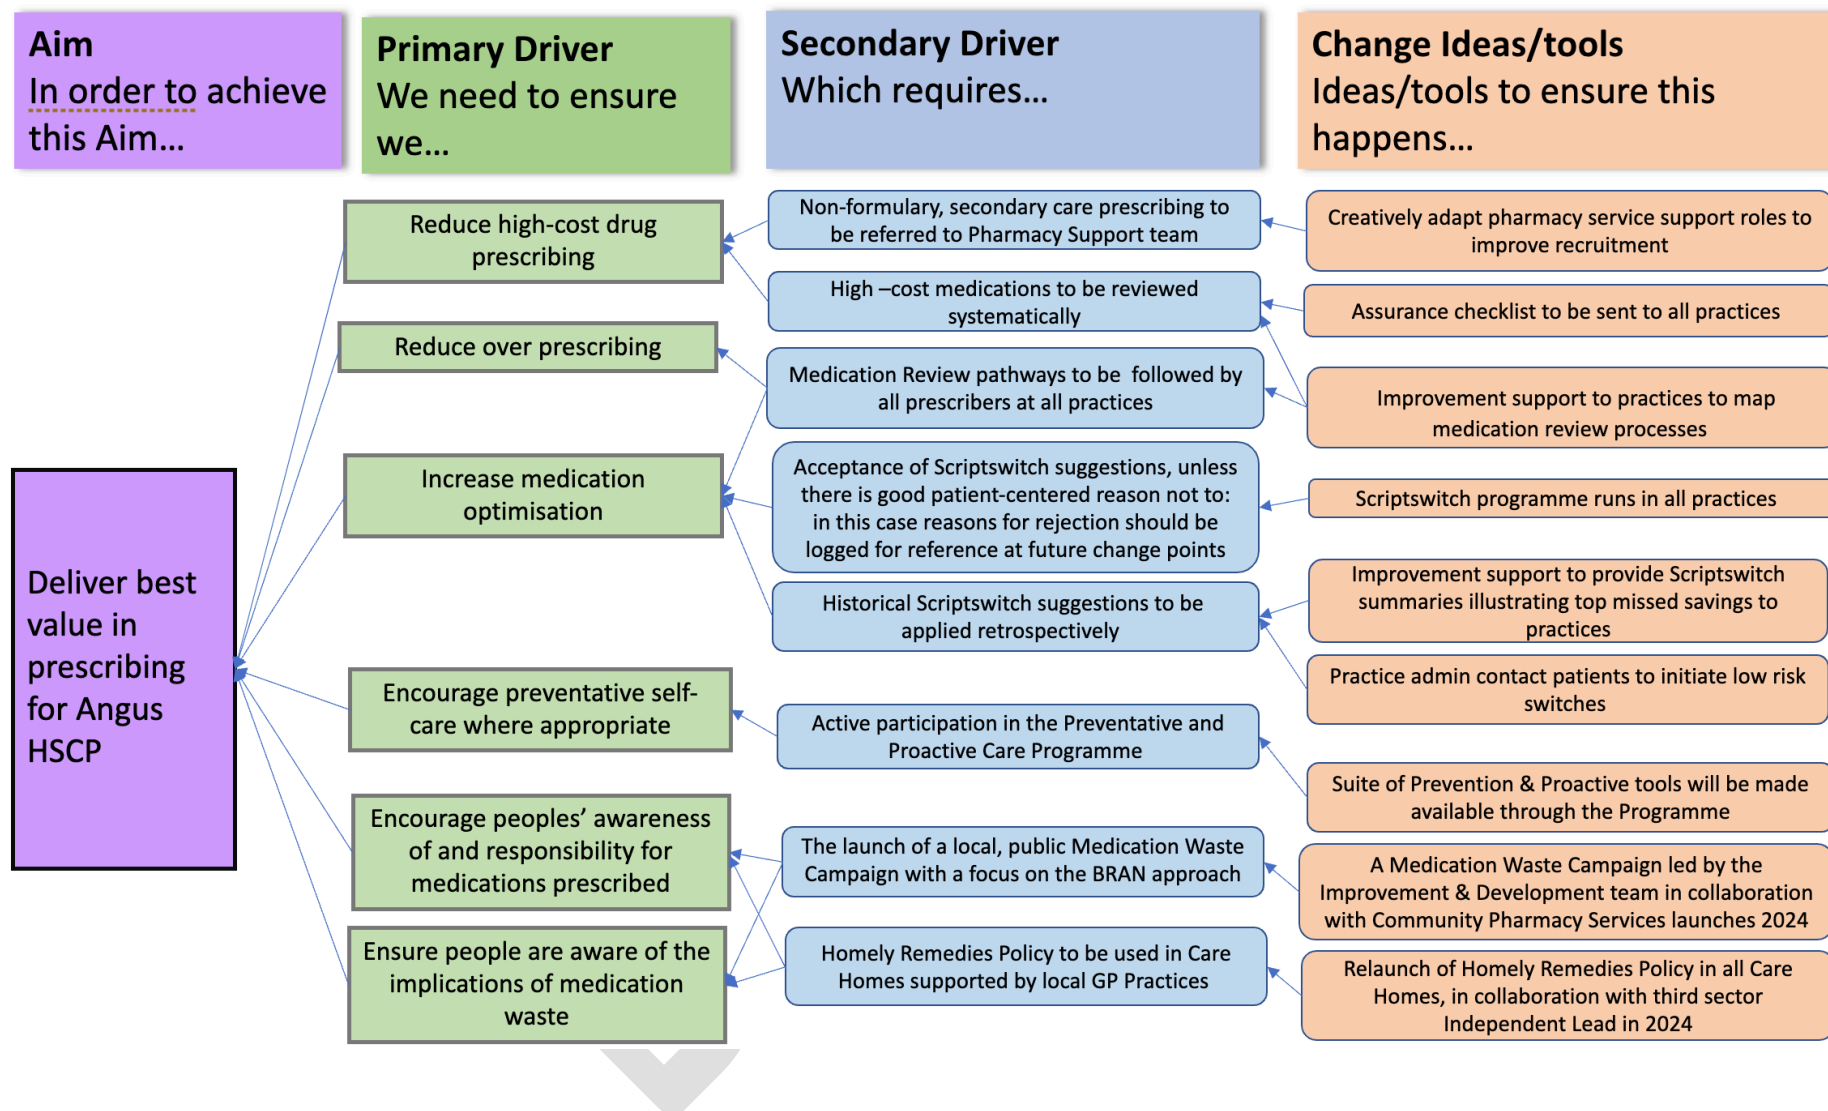 Aim
In order to achieve
this Aim...
Primary Driver
We need to ensure
we...
Secondary Driver
Which requires...
Change Ideas/tools
Ideas/tools to ensure this
happens...
Deliver best
value in
prescribing
for Angus
HSCP
Reduce high-cost drug
prescribing
Reduce over prescribing
Increase medication
optimisation
Encourage preventative self-
care where appropriate
Encourage peoples’ awareness
of and responsibility for
medications prescribed
Ensure people are aware of the
implications of medication
waste
Non-formulary, secondary care prescribing to
be referred to Pharmacy Support team
High –cost medications to be reviewed
systematically
Medication Review pathways to be  followed by
all prescribers at all practices
Acceptance of Scriptswitch suggestions, unless
there is good patient-centered reason not to:
in this case reasons for rejection should be
logged for reference at future change points
Historical Scriptswitch suggestions to be
applied retrospectively
Active participation in the Preventative and
Proactive Care Programme
The launch of a local, public Medication Waste
Campaign with a focus on the BRAN approach
Homely Remedies Policy to be used in Care
Homes supported by local GP Practices
Creatively adapt pharmacy service support roles to
improve recruitment
Assurance checklist to be sent to all practices
Improvement support to practices to map
medication review processes
Scriptswitch programme runs in all practices
Improvement support to provide Scriptswitch
summaries illustrating top missed savings to
practices
Practice admin contact patients to initiate low risk
switches
Suite of Prevention & Proactive tools will be made
available through the Programme
A Medication Waste Campaign led by the
Improvement & Development team in collaboration
with Community Pharmacy Services launches 2024
Relaunch of Homely Remedies Policy in all Care
Homes, in collaboration with third sector
Independent Lead in 2024